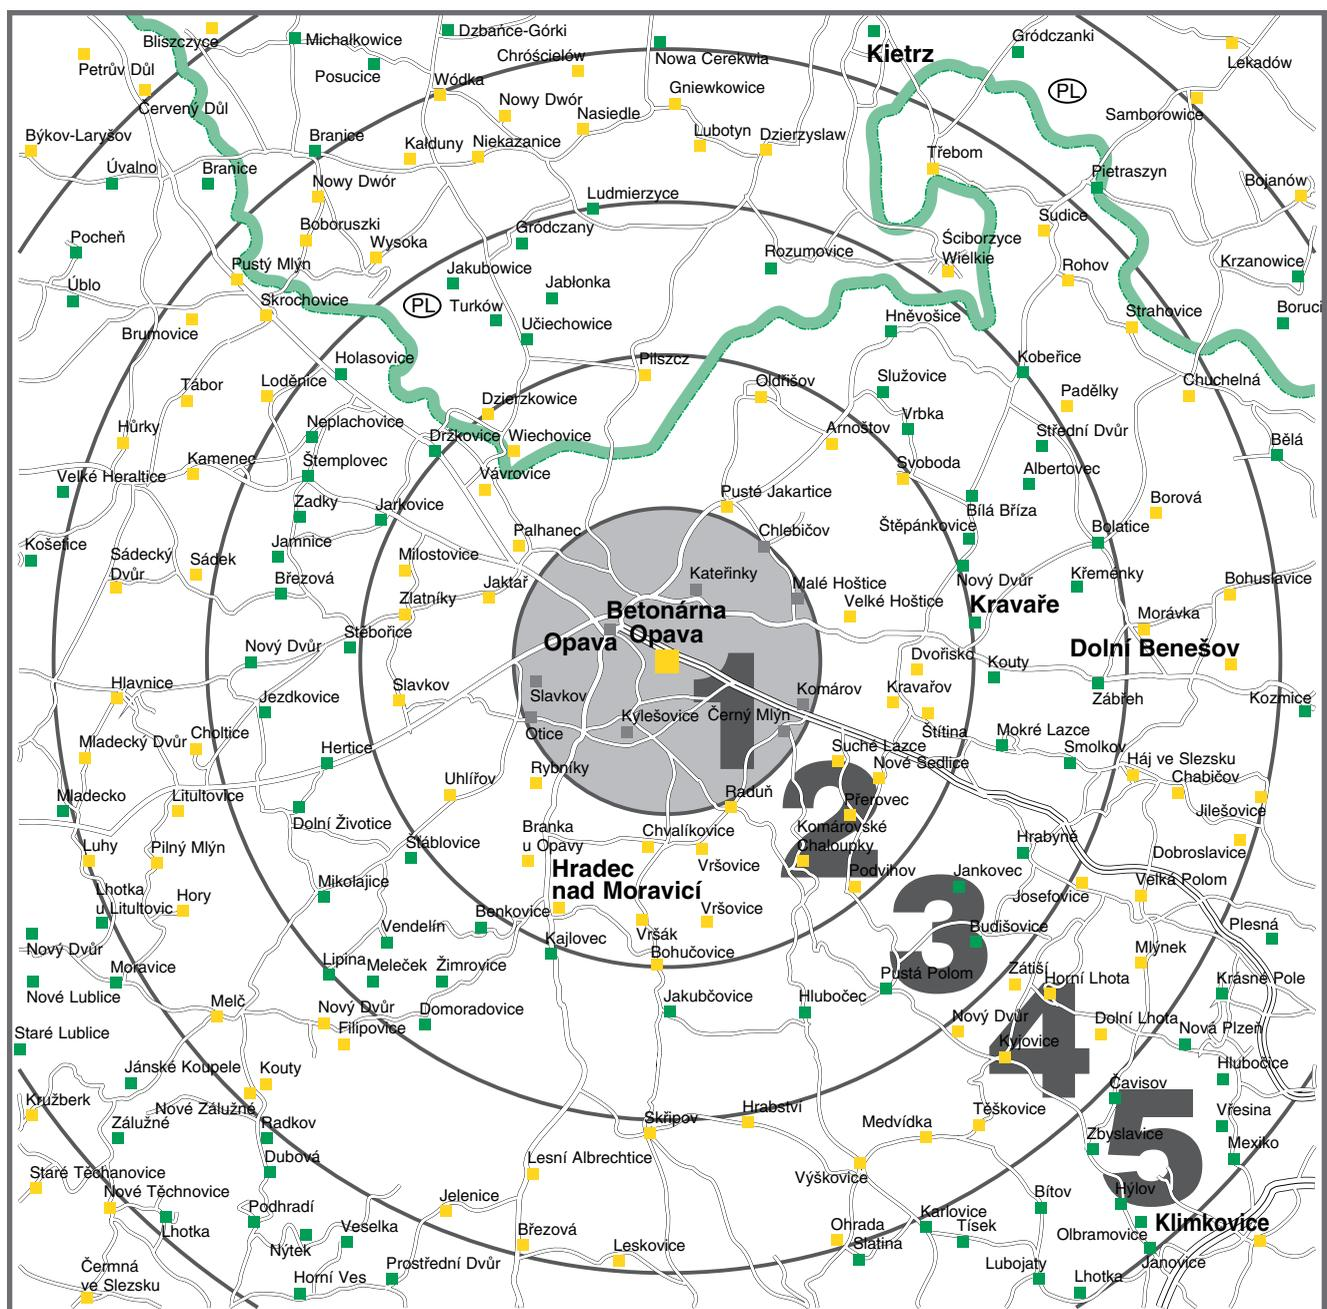 Bliszczyce
Michałkowice
Dzbańce-Górki
Kietrz
Gródczanki
Petrův Důl
Posucice
Chróścielów
Nowa Cerekwia
Lekadów
Wódka
Gniewkowice
PL
Červený Důl
Nowy Dwór
Nasiedle
Samborowice
Býkov-Laryšov
Branice
Kałduny
Niekazanice
Lubotyn
Dzierzyslaw
Třebom
Úvalno
Branice
Nowy Dwór
Ludmierzyce
Pietraszyn
Bojanów
Pocheň
Boboruszki
Wysoka
Gródczany
Rozumovice
Ściborzyce
Wielkie
Sudice
Pustý Mlýn
Jakubowice
Jabłonka
Rohov
Krzanowice
Úblo
Skrochovice
PL
Turków
Učiechowice
Hněvošice
Strahovice
Boruci
Brumovice
Holasovice
Pilszcz
Kobeřice
Tábor
Loděnice
Oldřišov
Služovice
Padělky
Chuchelná
Dzierzkowice
Hůrky
Neplachovice
Držkovice
Wiechovice
Arnoštov
Vrbka
Střední Dvůr
Bělá
Kamenec
Štemplovec
Velké Heraltice
Vávrovice
Svoboda
Albertovec
Zadky
Jarkovice
Pusté Jakartice
Bílá Bříza
Borová
Košetice
Jamnice
Palhanec
Chlebičov
Štěpánkovice
Bolatice
Sádecký
Dvůr
Sádek
Březová
Milostovice
Jaktař
Kateřinky
Malé Hoštice
Nový Dvůr
Křeménky
Bohuslavice
Zlatníky
Betonárna
Opava
Velké Hoštice
Kravaře
Morávka
Stěbořice
Opava
Dolní Benešov
Nový Dvůr
Dvořisko
Kouty
Hlavnice
Jezdkovice
Slavkov
Slavkov
1
Komárov
Kravařov
Zábřeh
Kozmice
Kylešovice
Černý Mlýn
Mladecký Dvůr
Choltice
Hertice
Otice
Štítina
Mokré Lazce
Suché Lazce
Smolkov
Háj ve Slezsku
Uhlířov
Rybníky
Nové Sedlice
Chabičov
Mladecko
Litultovice
Raduň
2
Přerovec
Jilešovice
Dolní Životice
Branka
u Opavy
Chvalíkovice
Komárovské
Chaloupky
Hrabyně
Luhy
Pilný Mlýn
Šťáblovice
Vršovice
Dobroslavice
Hradec
nad Moravicí
Podvihov
Jankovec
Josefovice
Velká Polom
Mikolajice
Lhotka
u Litultovic
Hory
Benkovice
Vršovice
3
Vendelín
Vršák
Budišovice
Plesná
Nový Dvůr
Kajlovec
Bohučovice
Mlýnek
Moravice
Lipina
Meleček
Žimrovice
Pustá Polom
Zátiší
Horní Lhota
Krásné Pole
Nové Lublice
Melč
Nový Dvůr
Domoradovice
Jakubčovice
Hlubočec
4
Nový Dvůr
Dolní Lhota
Nová Plzeň
Staré Lublice
Filipovice
Kyjovice
Jánské Koupele
Kouty
Hlubočice
Kružberk
Nové Zálužné
Hrabství
Těškovice
Čavisov
5
Vřesina
Zálužné
Radkov
Skřipov
Medvídka
Zbyslavice
Mexiko
Dubová
Lesní Albrechtice
Výškovice
Staré Těchanovice
Nové Těchnovice
Jelenice
Bítov
Hýlov
Podhradí
Lhotka
Veselka
Březová
Ohrada
Karlovice
Tísek
Klimkovice
Nýtek
Leskovice
Slatina
Olbramovice
Janovice
Čermná
ve Slezsku
Horní Ves
Prostřední Dvůr
Lubojaty
Lhotka